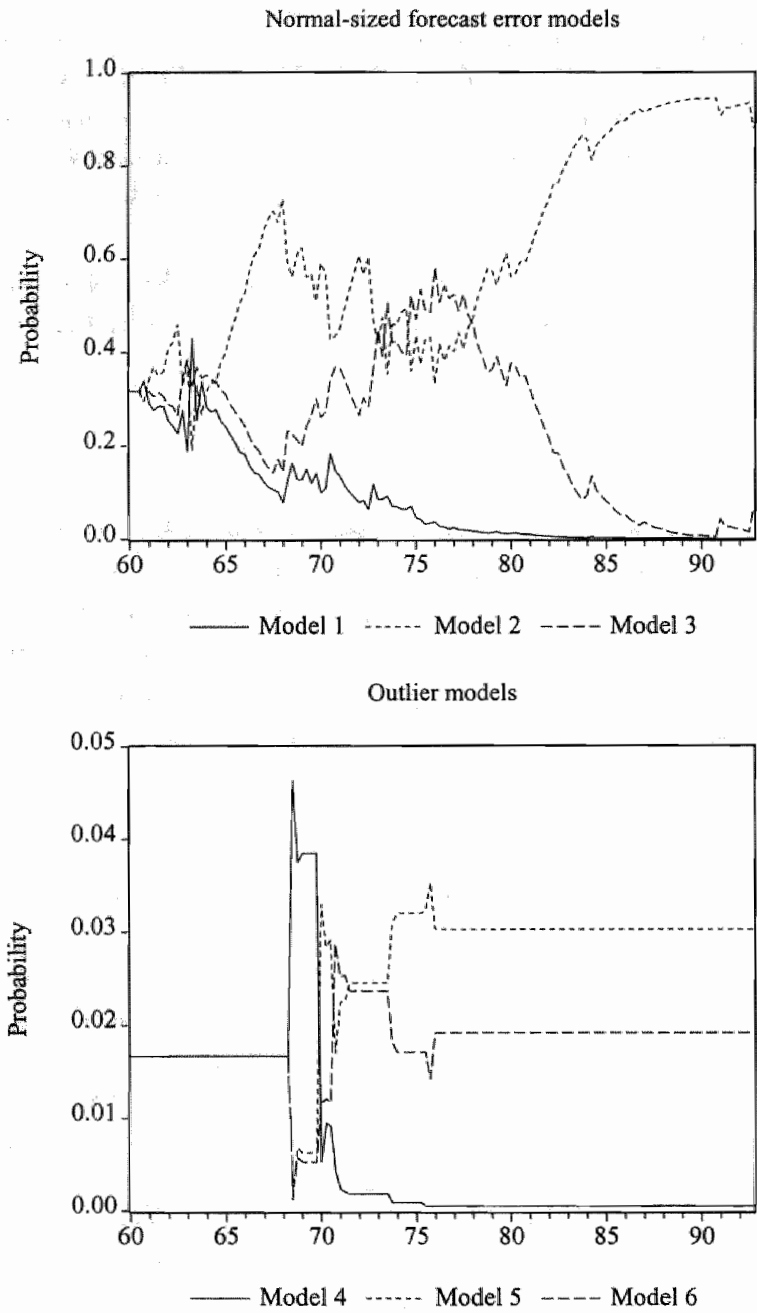 Normal-sized forecast error models
1.0
0.8
0.6
0.4
0.2
0.0
Probability
60 65 70 75 80 85 90
Model 1 Model 2 Model 3
Outlier models
0.05
0.04
0.03
0.02
0.01
0.00
Probability
60 65 70 75 80 85 90
Model 4 Model 5 Model 6